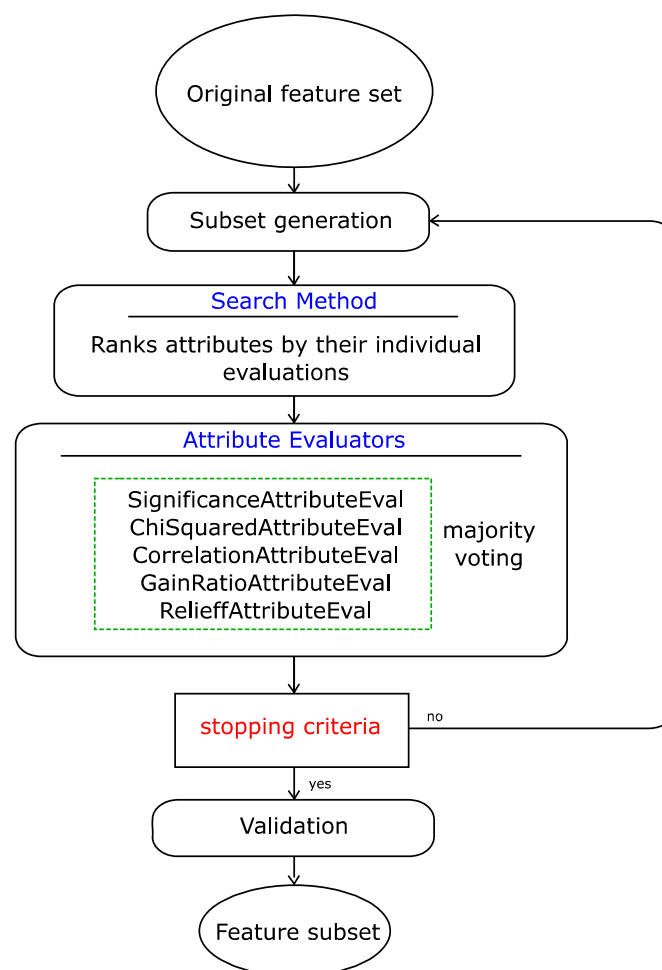 Original feature set
Subset generation
Search Method
Ranks attributes by their individual
evaluations
Attribute Evaluators
SignificanceAttributeEval
ChiSquaredAttributeEval
CorrelationAttributeEval
GainRatioAttributeEval
RelieffAttributeEval
majority
voting
stopping criteria
no
yes
Validation
Feature subset